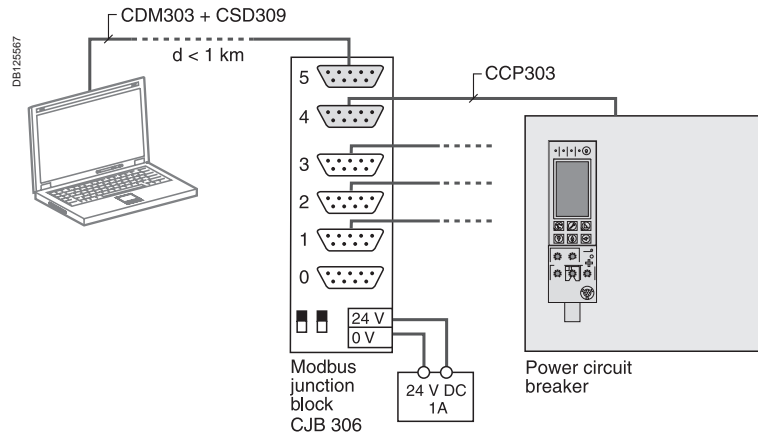 DB125567
CDM303 + CSD309
d < 1 km
5
CCP303
4
3
2
1
0
24 V
0 V
Modbus
junction
block
CJB 306
24 V DC
1A
Power circuit
breaker